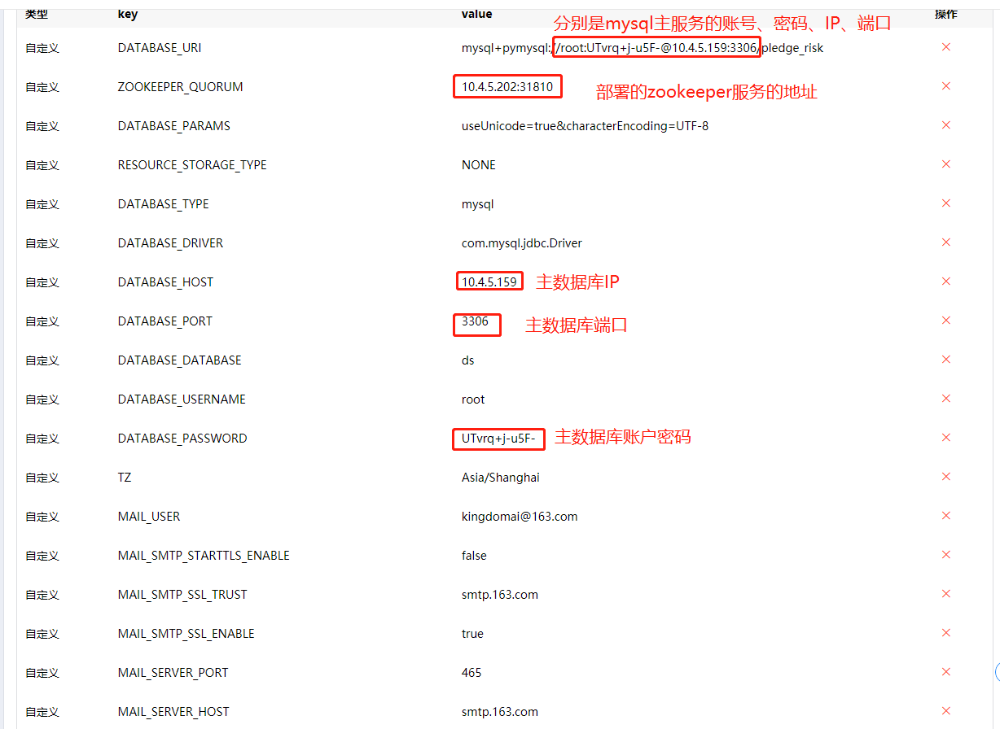 类型 key value 操作
分别是mysql主服务的账号、密码、IP、端口
自定义 DATABASE_URI mysql+pymysql://root:UTvrq+j-u5F-@10.4.5.159:3306/pledge_risk ×
自定义 ZOOKEEPER_QUORUM 10.4.5.202:31810 部署的zookeeper服务的地址 ×
自定义 DATABASE_PARAMS useUnicode=true&characterEncoding=UTF-8 ×
自定义 RESOURCE_STORAGE_TYPE NONE ×
自定义 DATABASE_TYPE mysql ×
自定义 DATABASE_DRIVER com.mysql.jdbc.Driver ×
自定义 DATABASE_HOST 10.4.5.159 主数据库IP ×
自定义 DATABASE_PORT 3306 主数据库端口 ×
自定义 DATABASE_DATABASE ds ×
自定义 DATABASE_USERNAME root ×
自定义 DATABASE_PASSWORD UTvrq+j-u5F- 主数据库账户密码 ×
自定义 TZ Asia/Shanghai ×
自定义 MAIL_USER kingdomai@163.com ×
自定义 MAIL_SMTP_STARTTLS_ENABLE false ×
自定义 MAIL_SMTP_SSL_TRUST smtp.163.com ×
自定义 MAIL_SMTP_SSL_ENABLE true ×
自定义 MAIL_SERVER_PORT 465 ×
自定义 MAIL_SERVER_HOST smtp.163.com ×